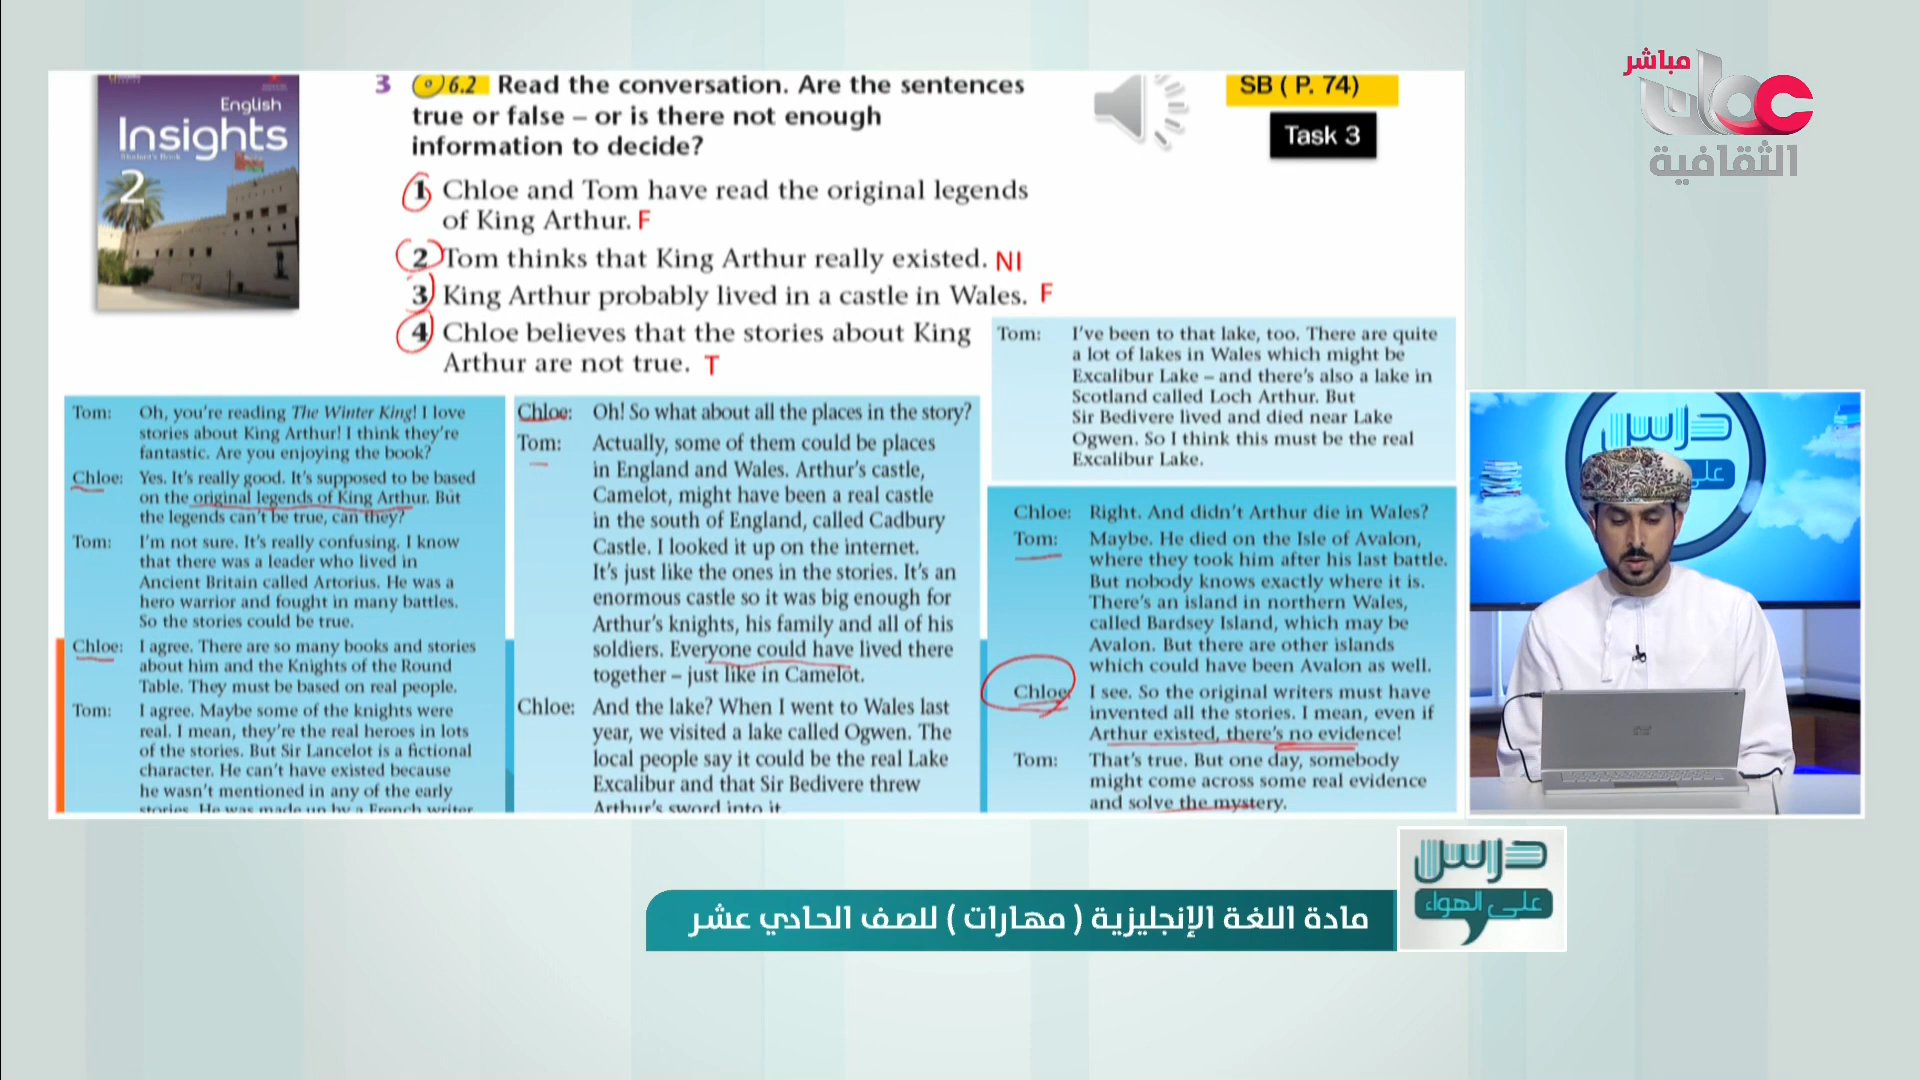 مباشر
عمان
الثقافية
English
Insights
Student's Book
2
3 6.2 Read the conversation. Are the sentences
true or false – or is there not enough
information to decide?
SB ( P. 74)
Task 3
1 Chloe and Tom have read the original legends
of King Arthur. F
2 Tom thinks that King Arthur really existed. NI
3 King Arthur probably lived in a castle in Wales. F
4 Chloe believes that the stories about King
Arthur are not true. T
Tom: Oh, you're reading The Winter King! I love
stories about King Arthur! I think they're
fantastic. Are you enjoying the book?
Chloe: Yes. It's really good. It's supposed to be based
on the original legends of King Arthur. But
the legends can't be true, can they?
Tom: I'm not sure. It's really confusing. I know
that there was a leader who lived in
Ancient Britain called Artorius. He was a
hero warrior and fought in many battles.
So the stories could be true.
Chloe: I agree. There are so many books and stories
about him and the Knights of the Round
Table. They must be based on real people.
Tom: I agree. Maybe some of the knights were
real. I mean, they're the real heroes in lots
of the stories. But Sir Lancelot is a fictional
character. He can't have existed because
he wasn't mentioned in any of the early
stories. He was made up by a French writer
Chloe: Oh! So what about all the places in the story?
Tom: Actually, some of them could be places
in England and Wales. Arthur's castle,
Camelot, might have been a real castle
in the south of England, called Cadbury
Castle. I looked it up on the internet.
It's just like the ones in the stories. It's an
enormous castle so it was big enough for
Arthur's knights, his family and all of his
soldiers. Everyone could have lived there
together – just like in Camelot.
Chloe: And the lake? When I went to Wales last
year, we visited a lake called Ogwen. The
local people say it could be the real Lake
Excalibur and that Sir Bedivere threw
Arthur's sword into it.
Tom: I've been to that lake, too. There are quite
a lot of lakes in Wales which might be
Excalibur Lake – and there's also a lake in
Scotland called Loch Arthur. But
Sir Bedivere lived and died near Lake
Ogwen. So I think this must be the real
Excalibur Lake.
Chloe: Right. And didn't Arthur die in Wales?
Tom: Maybe. He died on the Isle of Avalon,
where they took him after his last battle.
But nobody knows exactly where it is.
There's an island in northern Wales,
called Bardsey Island, which may be
Avalon. But there are other islands
which could have been Avalon as well.
Chloe: I see. So the original writers must have
invented all the stories. I mean, even if
Arthur existed, there's no evidence!
Tom: That's true. But one day, somebody
might come across some real evidence
and solve the mystery.
درس
على
درس
على الهواء
مادة اللغة الإنجليزية ( مهارات ) للصف الحادي عشر